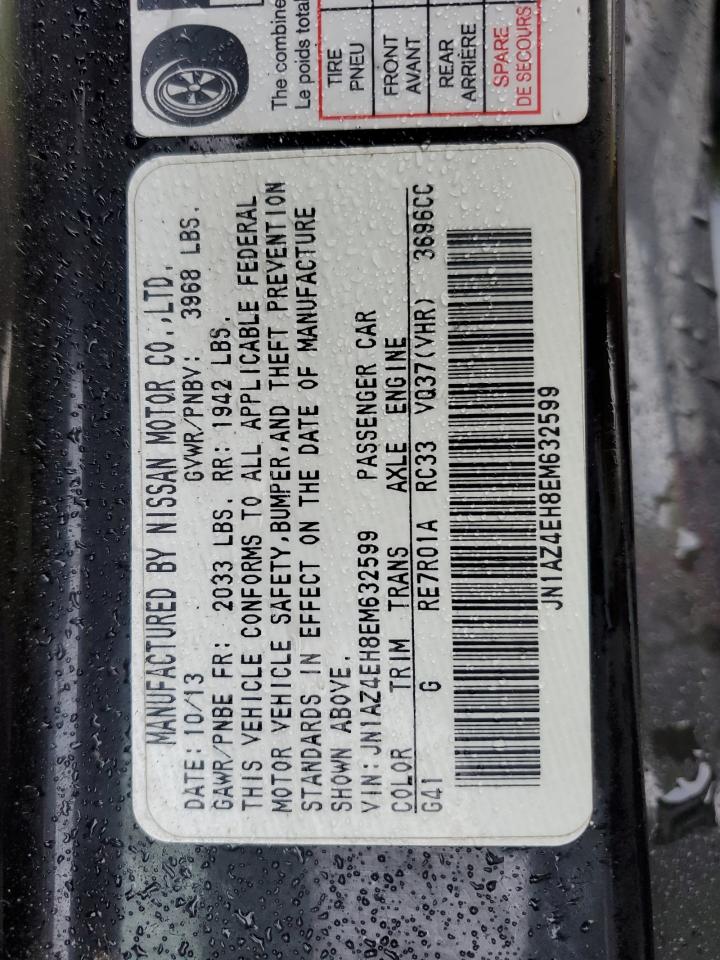 The combine
Le poids total
TIRE
PNEU
FRONT
AVANT
REAR
ARRIÈRE
SPARE
DE SECOURS
MANUFACTURED BY NISSAN MOTOR CO.,LTD.
DATE: 10/13 GVWR/PNBV: 3968 LBS.
GAWR/PNBE FR: 2033 LBS. RR: 1942 LBS.
THIS VEHICLE CONFORMS TO ALL APPLICABLE FEDERAL
MOTOR VEHICLE SAFETY,BUMPER,AND THEFT PREVENTION
STANDARDS IN EFFECT ON THE DATE OF MANUFACTURE
SHOWN ABOVE.
VIN:JN1AZ4EH8EM632599 PASSENGER CAR
COLOR TRIM TRANS AXLE ENGINE
G41 G RE7R01A RC33 VQ37(VHR) 3696CC
JN1AZ4EH8EM632599